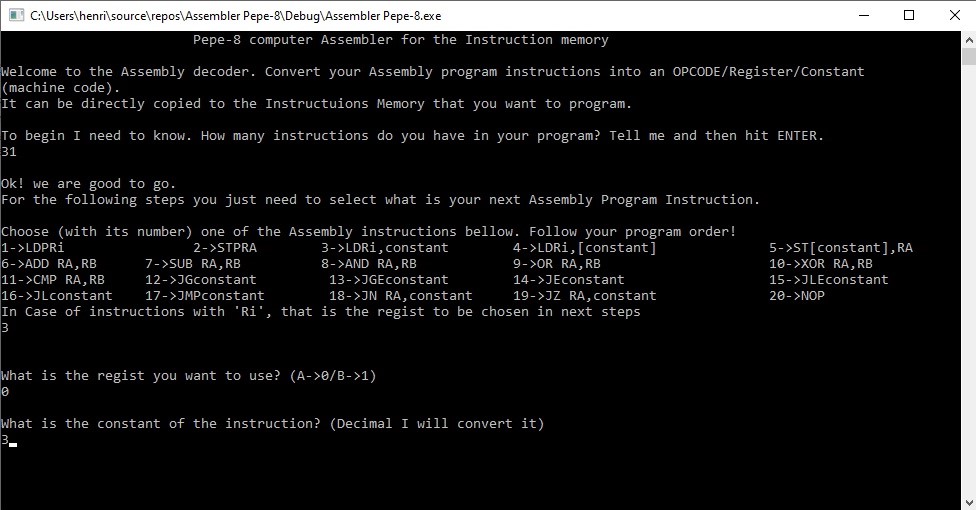 C:\Users\henri\source\repos\Assembler Pepe-8\Debug\Assembler Pepe-8.exe
Pepe-8 computer Assembler for the Instruction memory
Welcome to the Assembly decoder. Convert your Assembly program instructions into an OPCODE/Register/Constant
(machine code).
It can be directly copied to the Instructuions Memory that you want to program.
To begin I need to know. How many instructions do you have in your program? Tell me and then hit ENTER.
31
Ok! we are good to go.
For the following steps you just need to select what is your next Assembly Program Instruction.
Choose (with its number) one of the Assembly instructions bellow. Follow your program order!
1->LDPRi 2->STPRA 3->LDRi,constant 4->LDRi,[constant] 5->ST[constant],RA
6->ADD RA,RB 7->SUB RA,RB 8->AND RA,RB 9->OR RA,RB 10->XOR RA,RB
11->CMP RA,RB 12->JGconstant 13->JGEconstant 14->JEconstant 15->JLEconstant
16->JLconstant 17->JMPconstant 18->JN RA,constant 19->JZ RA,constant 20->NOP
In Case of instructions with 'Ri', that is the regist to be chosen in next steps
3
What is the regist you want to use? (A->0/B->1)
0
What is the constant of the instruction? (Decimal I will convert it)
3